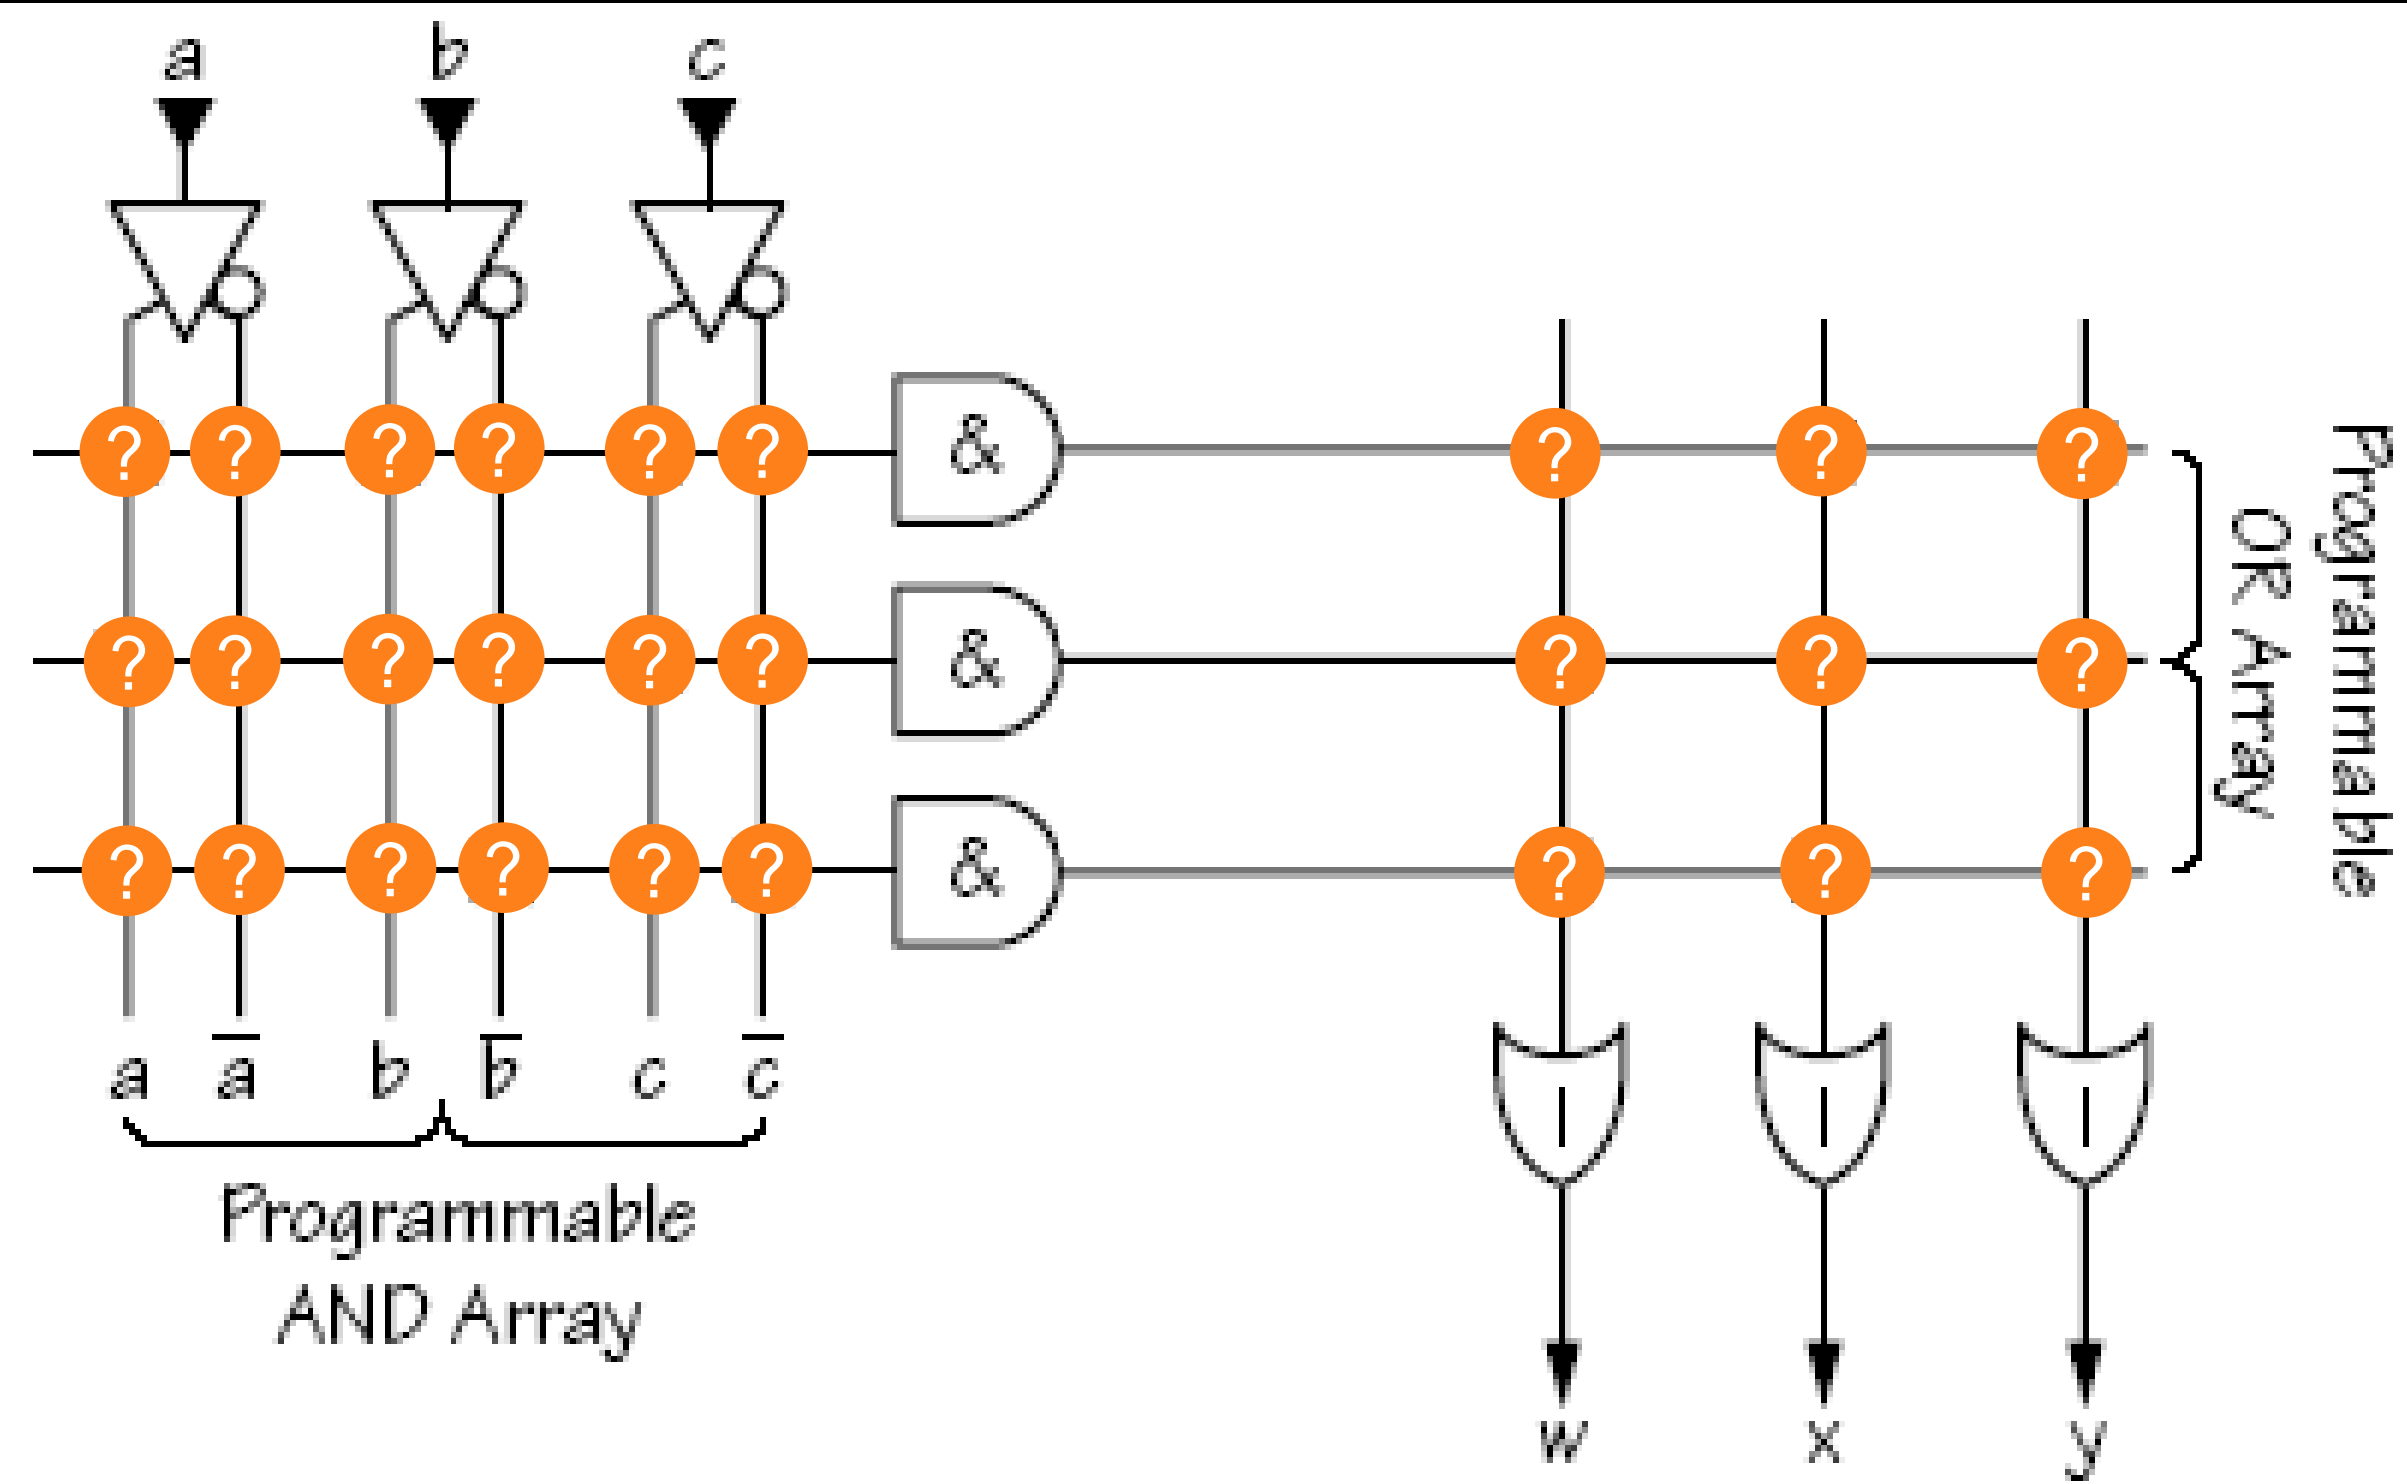 a b c
? ? ? ? ? ? & ? ? ?
? ? ? ? ? ? & ? ? ?
? ? ? ? ? ? & ? ? ?
Programmable
OR Array
a a̅ b b̅ c c̅
Programmable
AND Array
| | |
w x y